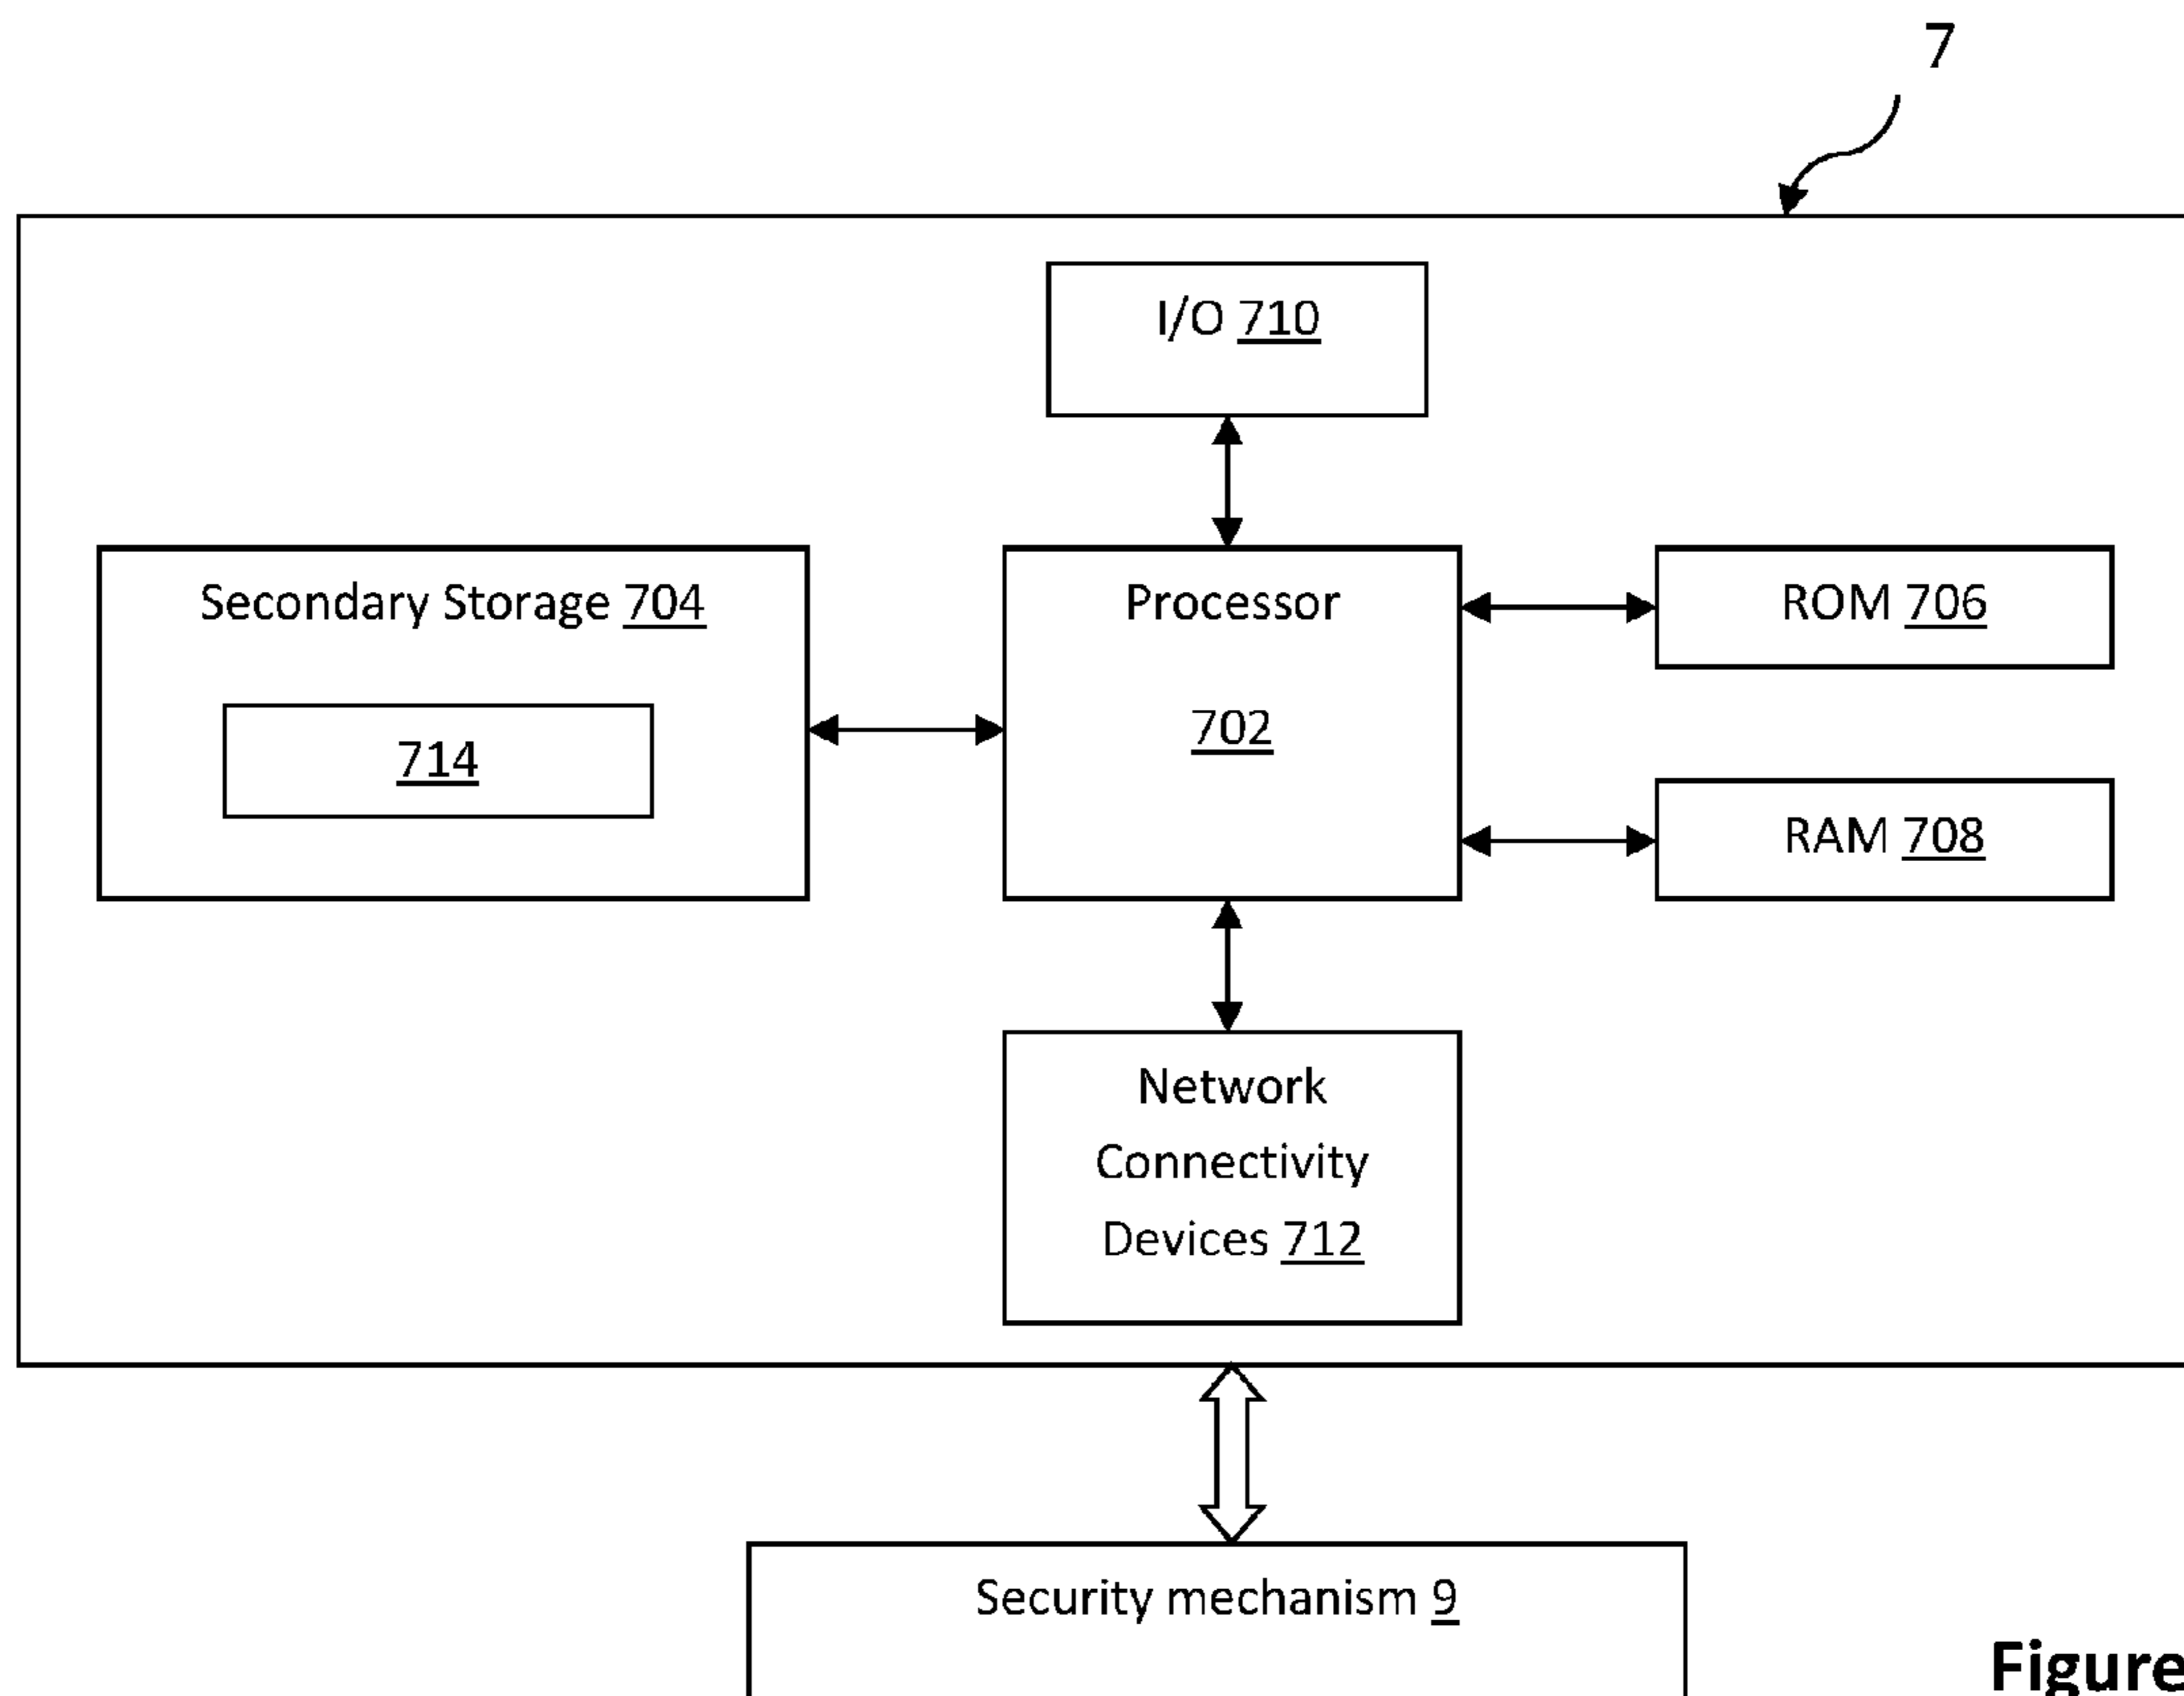 7
I/O 710
Secondary Storage 704
714
Processor
702
ROM 706
RAM 708
Network
Connectivity
Devices 712
Security mechanism 9
Figure